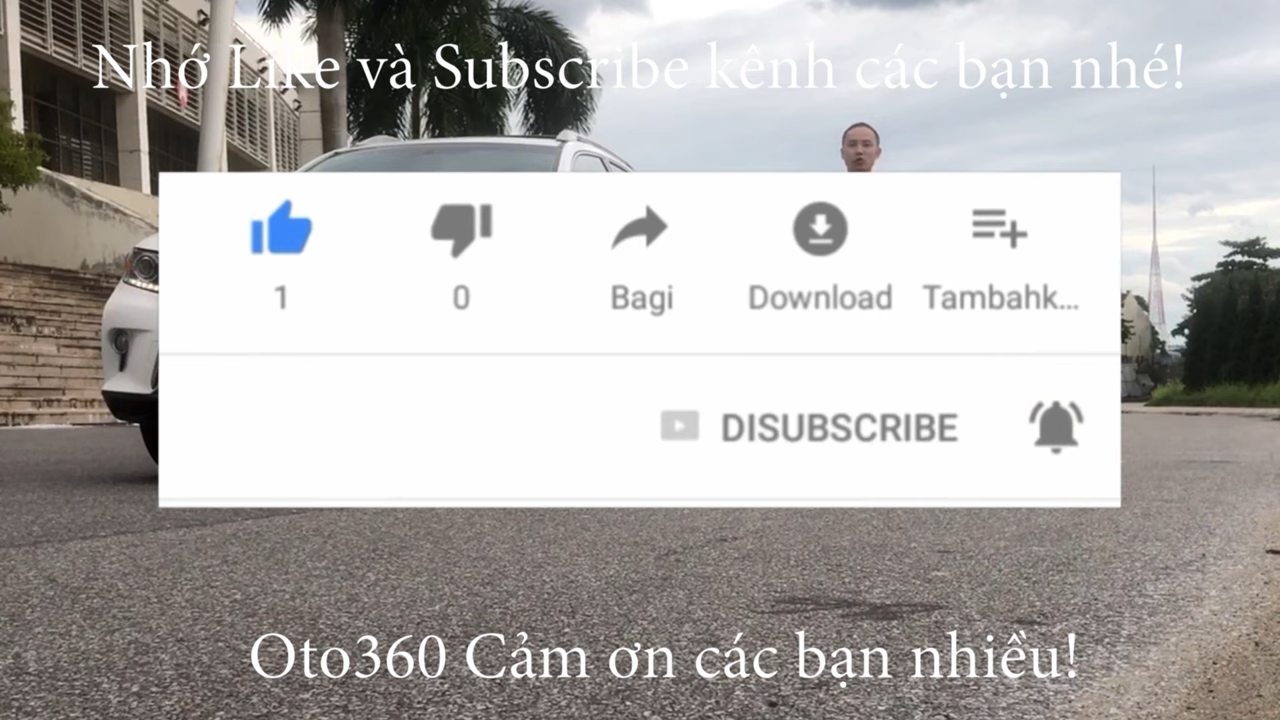 Nhớ Like và Subscribe kênh các bạn nhé!
1 0 Bagi Download Tambahk...
DISUBSCRIBE
Oto360 Cảm ơn các bạn nhiều!